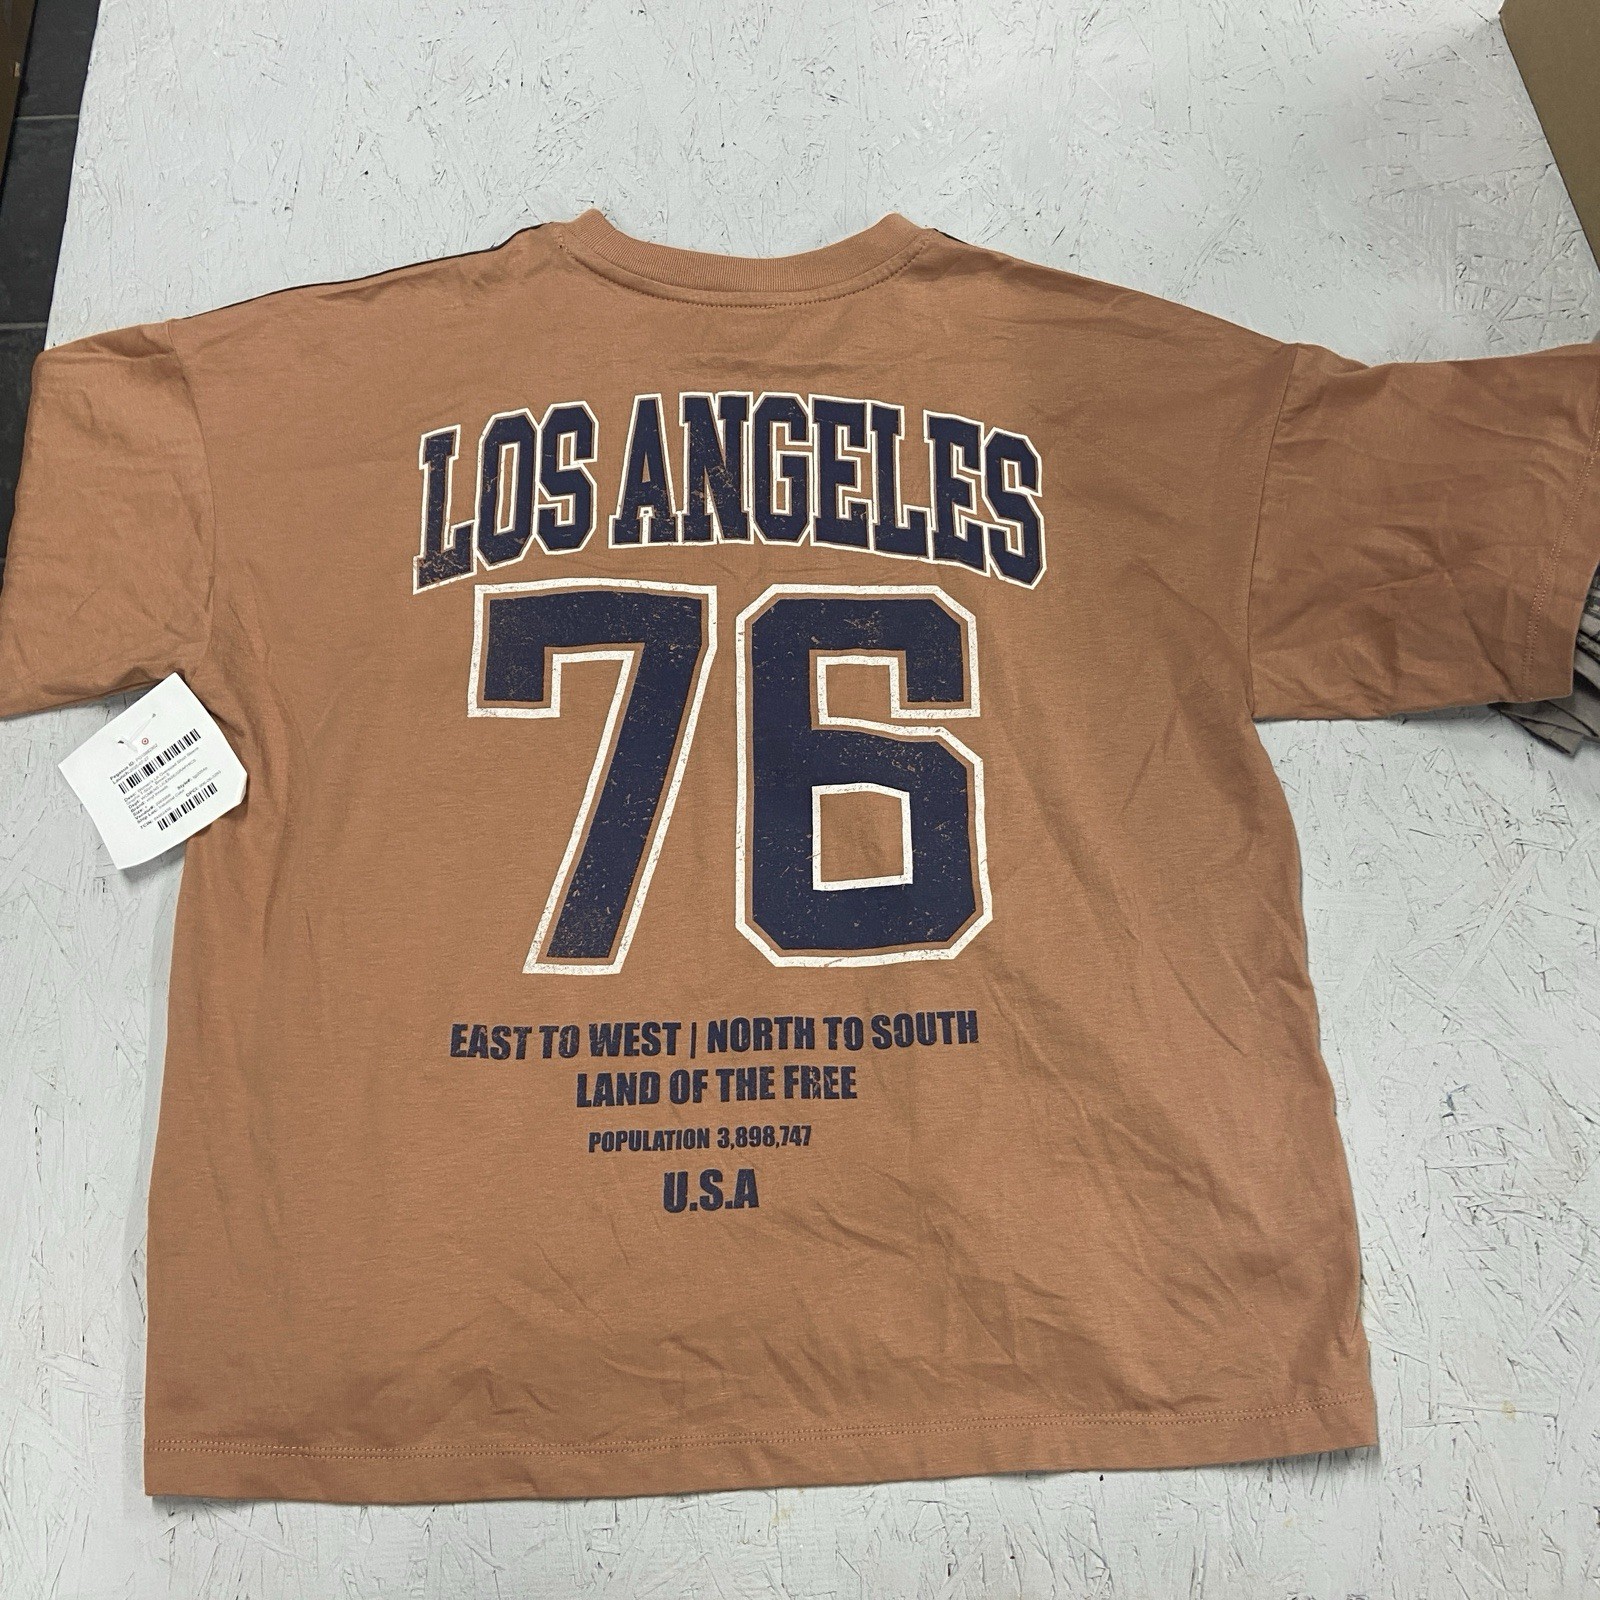 LOS ANGELES
76
EAST TO WEST | NORTH TO SOUTH
LAND OF THE FREE
POPULATION 3,898,747
U.S.A